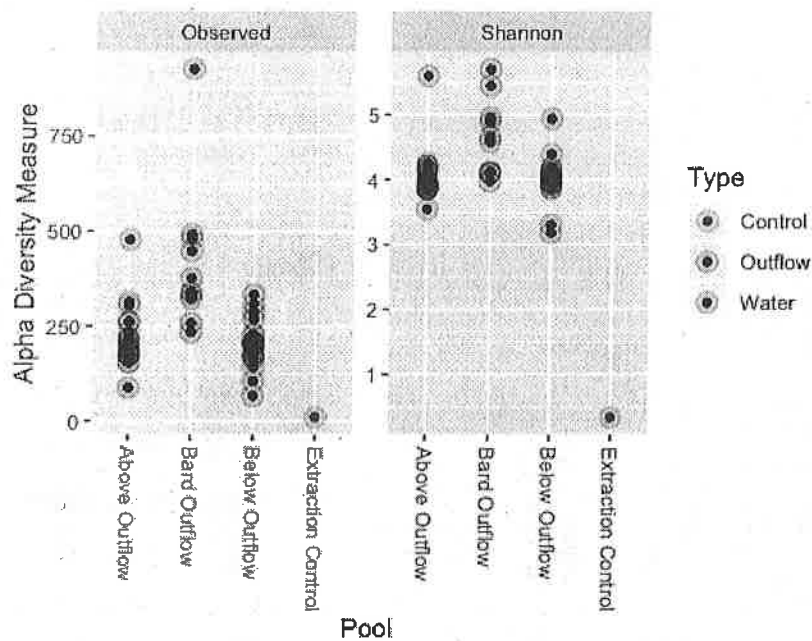 Observed
Shannon
Alpha Diversity Measure
750
500
250
0
5
4
3
2
1
Above Outflow
Bard Outflow
Below Outflow
Extraction Control
Above Outflow
Bard Outflow
Below Outflow
Extraction Control
Pool
Type
Control
Outflow
Water